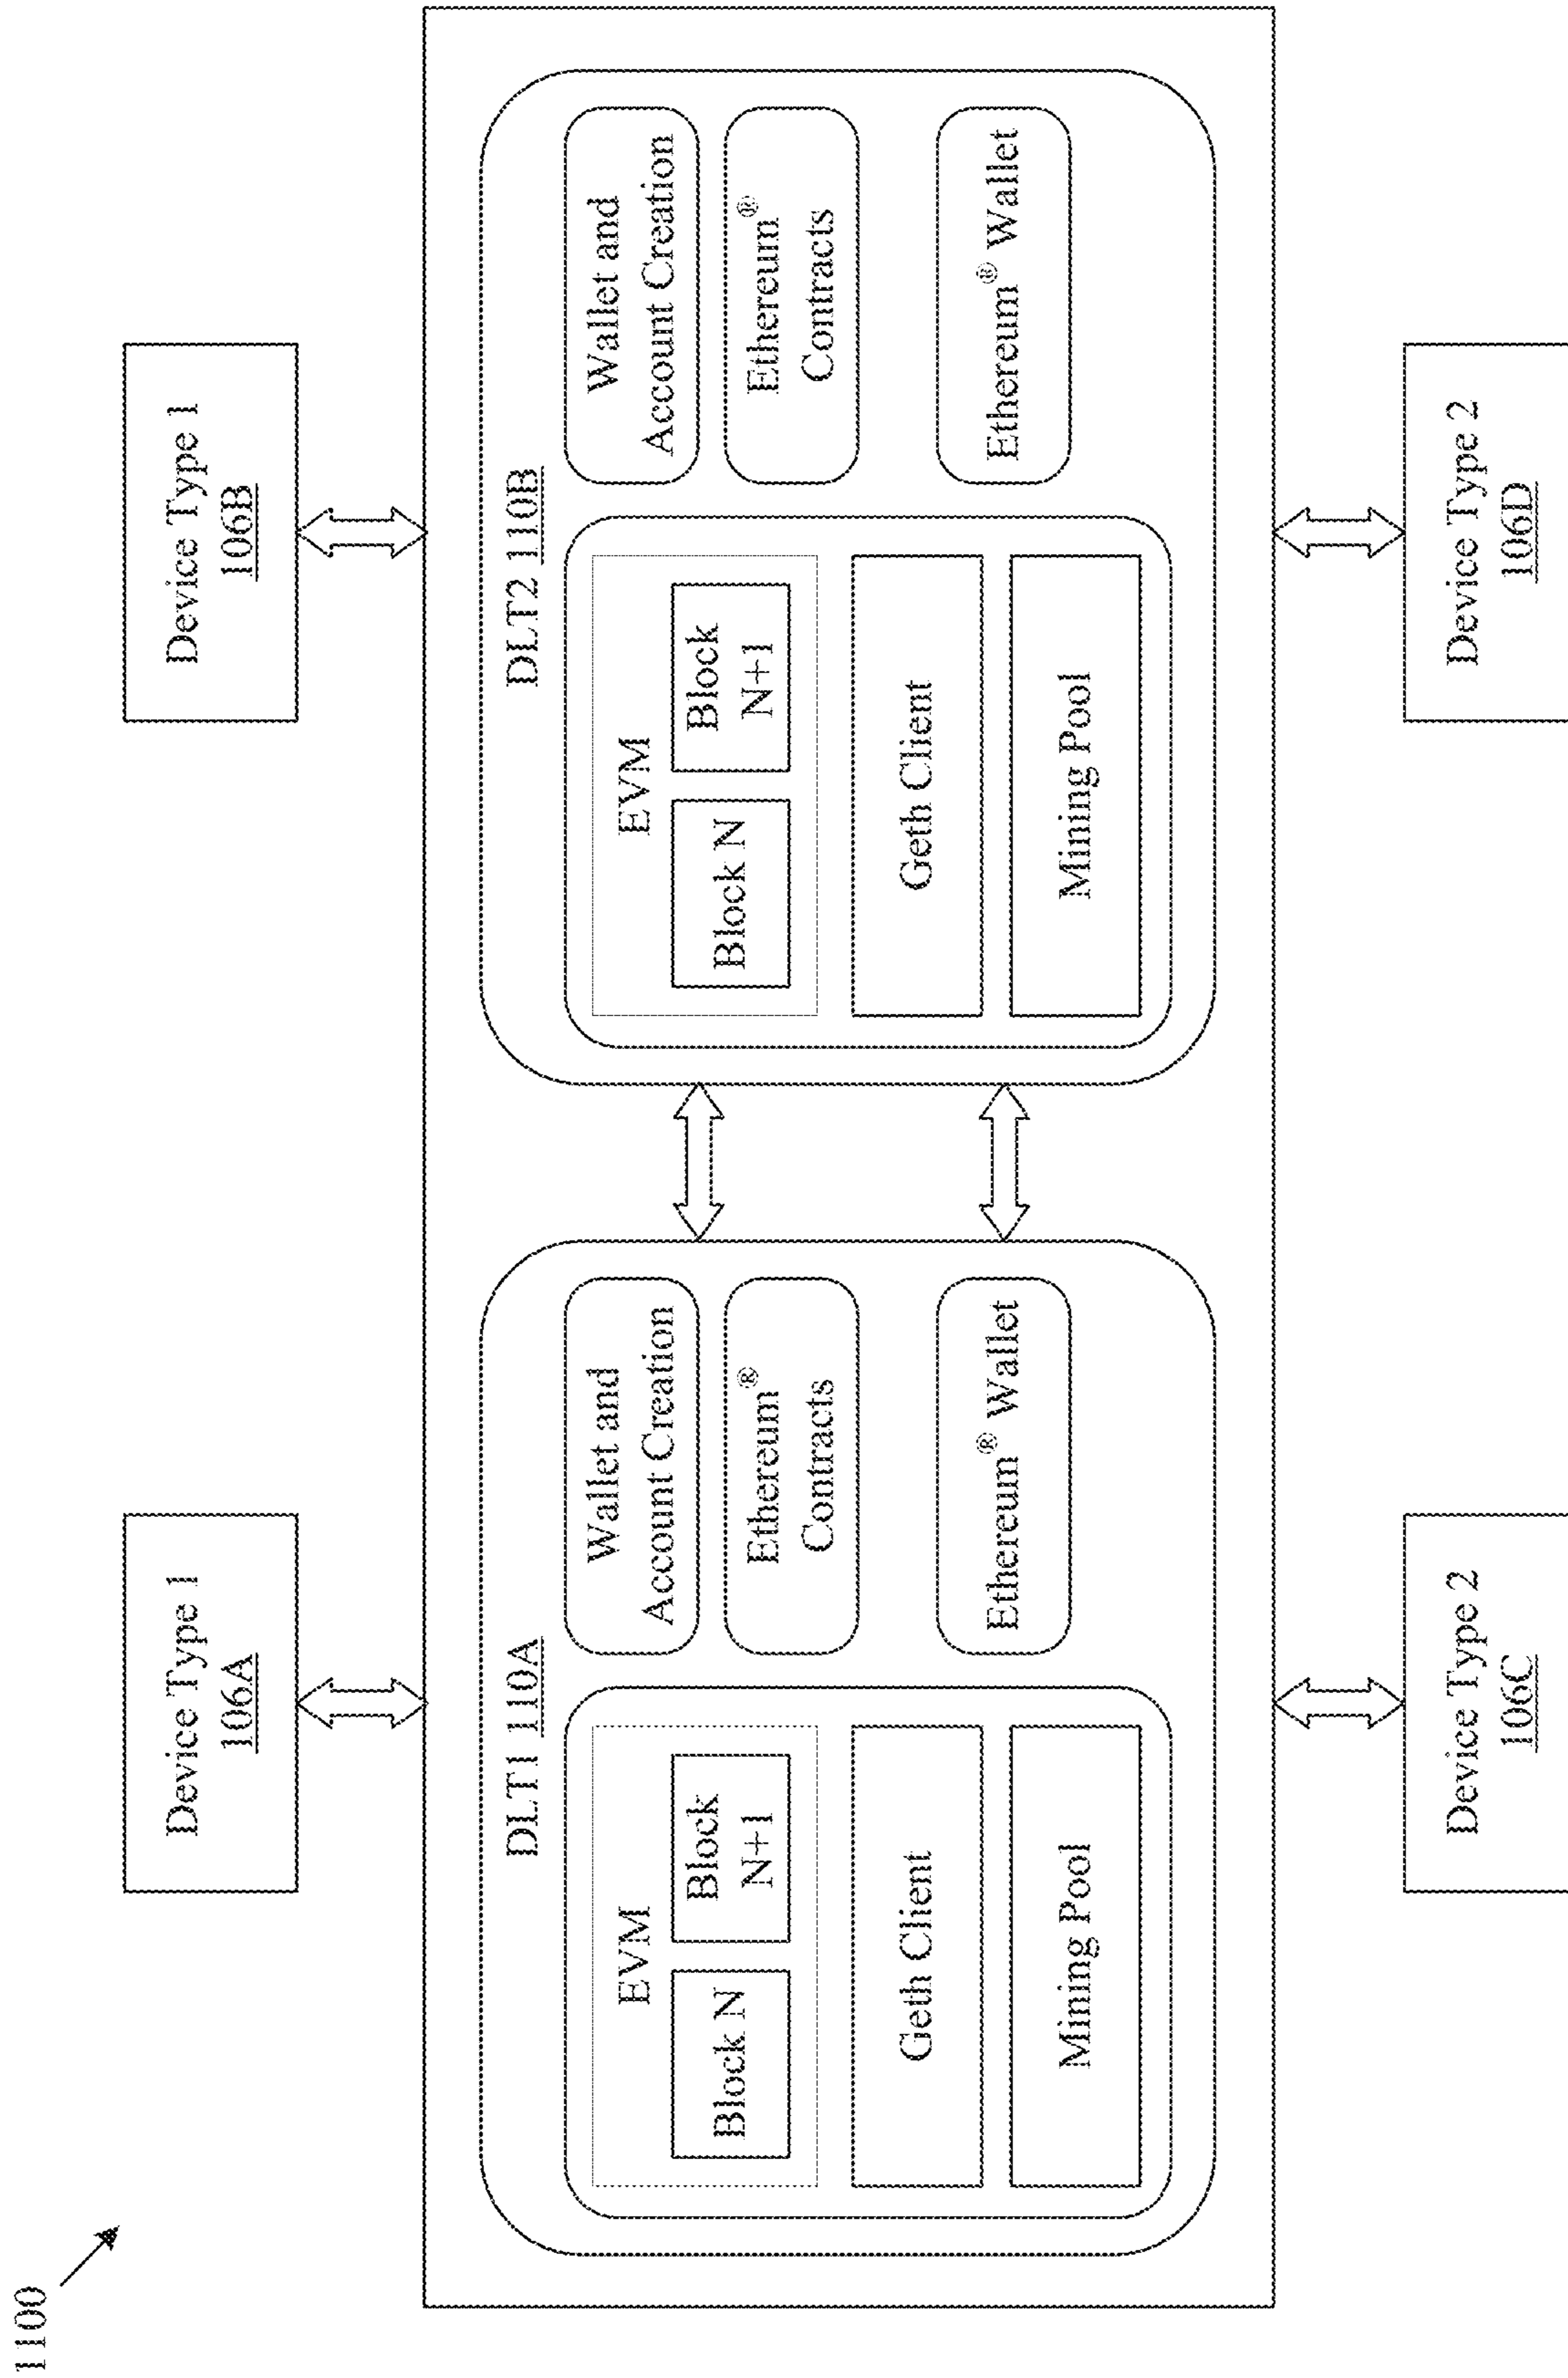 1100
Device Type 1
106A
Device Type 1
106B
DLT1 110A
EVM
Block N
Block
N+1
Geth Client
Mining Pool
Wallet and
Account Creation
Ethereum®
Contracts
Ethereum® Wallet
DLT2 110B
EVM
Block N
Block
N+1
Geth Client
Mining Pool
Wallet and
Account Creation
Ethereum®
Contracts
Ethereum® Wallet
Device Type 2
106C
Device Type 2
106D